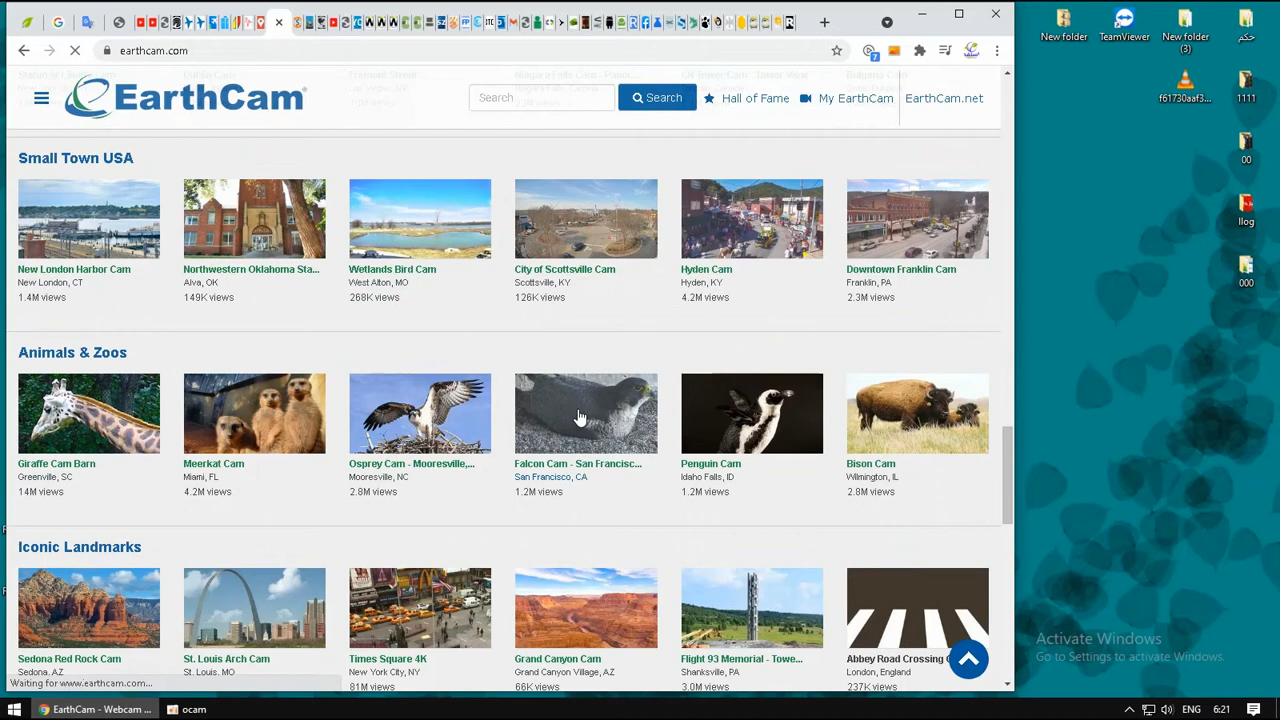 New folder
TeamViewer
New folder (3)
حكم
earthcam.com
7
f61730aaf3...
1111
EarthCam
Search
Search
Hall of Fame
My EarthCam
EarthCam.net
00
Small Town USA
llog
New London Harbor Cam
New London, CT
1.4M views
Northwestern Oklahoma Sta...
Alva, OK
149K views
Wetlands Bird Cam
West Alton, MO
268K views
City of Scottsville Cam
Scottsville, KY
126K views
Hyden Cam
Hyden, KY
4.2M views
Downtown Franklin Cam
Franklin, PA
2.3M views
000
Animals & Zoos
Giraffe Cam Barn
Greenville, SC
14M views
Meerkat Cam
Miami, FL
4.2M views
Osprey Cam - Mooresville,...
Mooresville, NC
2.8M views
Falcon Cam - San Francisc...
San Francisco, CA
1.2M views
Penguin Cam
Idaho Falls, ID
1.2M views
Bison Cam
Wilmington, IL
2.8M views
Iconic Landmarks
Sedona Red Rock Cam
Sedona, AZ
St. Louis Arch Cam
St. Louis, MO
Times Square 4K
New York City, NY
81M views
Grand Canyon Cam
Grand Canyon Village, AZ
66K views
Flight 93 Memorial - Towe...
Shanksville, PA
3.0M views
Abbey Road Crossing
London, England
237K views
Activate Windows
Go to Settings to activate Windows.
Waiting for www.earthcam.com...
EarthCam - Webcam ...
ocam
ENG
6:21